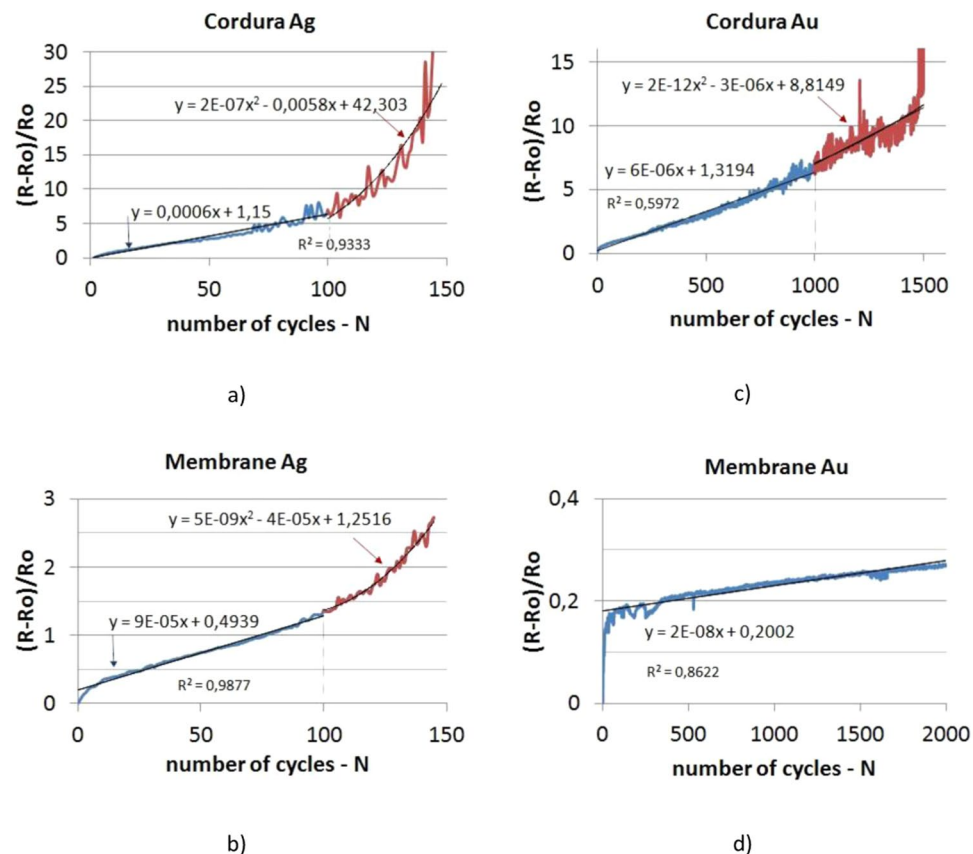 Cordura Ag
(R-Ro)/Ro
30
25
20
15
10
5
0
y = 2E-07x² - 0,0058x + 42,303
y = 0,0006x + 1,15
R² = 0,9333
0 50 100 150
number of cycles - N
a)
Cordura Au
(R-Ro)/Ro
15
10
5
0
y = 2E-12x² - 3E-06x + 8,8149
y = 6E-06x + 1,3194
R² = 0,5972
0 500 1000 1500
number of cycles - N
c)
Membrane Ag
(R-Ro)/Ro
3
2
1
0
y = 5E-09x² - 4E-05x + 1,2516
y = 9E-05x + 0,4939
R² = 0,9877
0 50 100 150
number of cycles - N
b)
Membrane Au
(R-Ro)/Ro
0,4
0,2
0
y = 2E-08x + 0,2002
R² = 0,8622
0 500 1000 1500 2000
number of cycles - N
d)